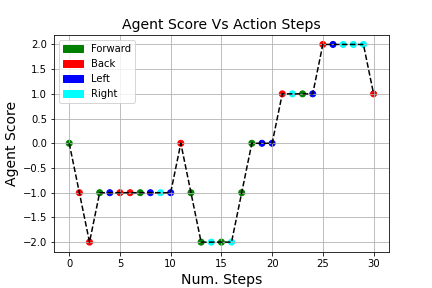 Agent Score Vs Action Steps
Forward
Back
Left
Right
2.0
1.5
1.0
0.5
0.0
−0.5
−1.0
−1.5
−2.0
Agent Score
0 5 10 15 20 25 30
Num. Steps